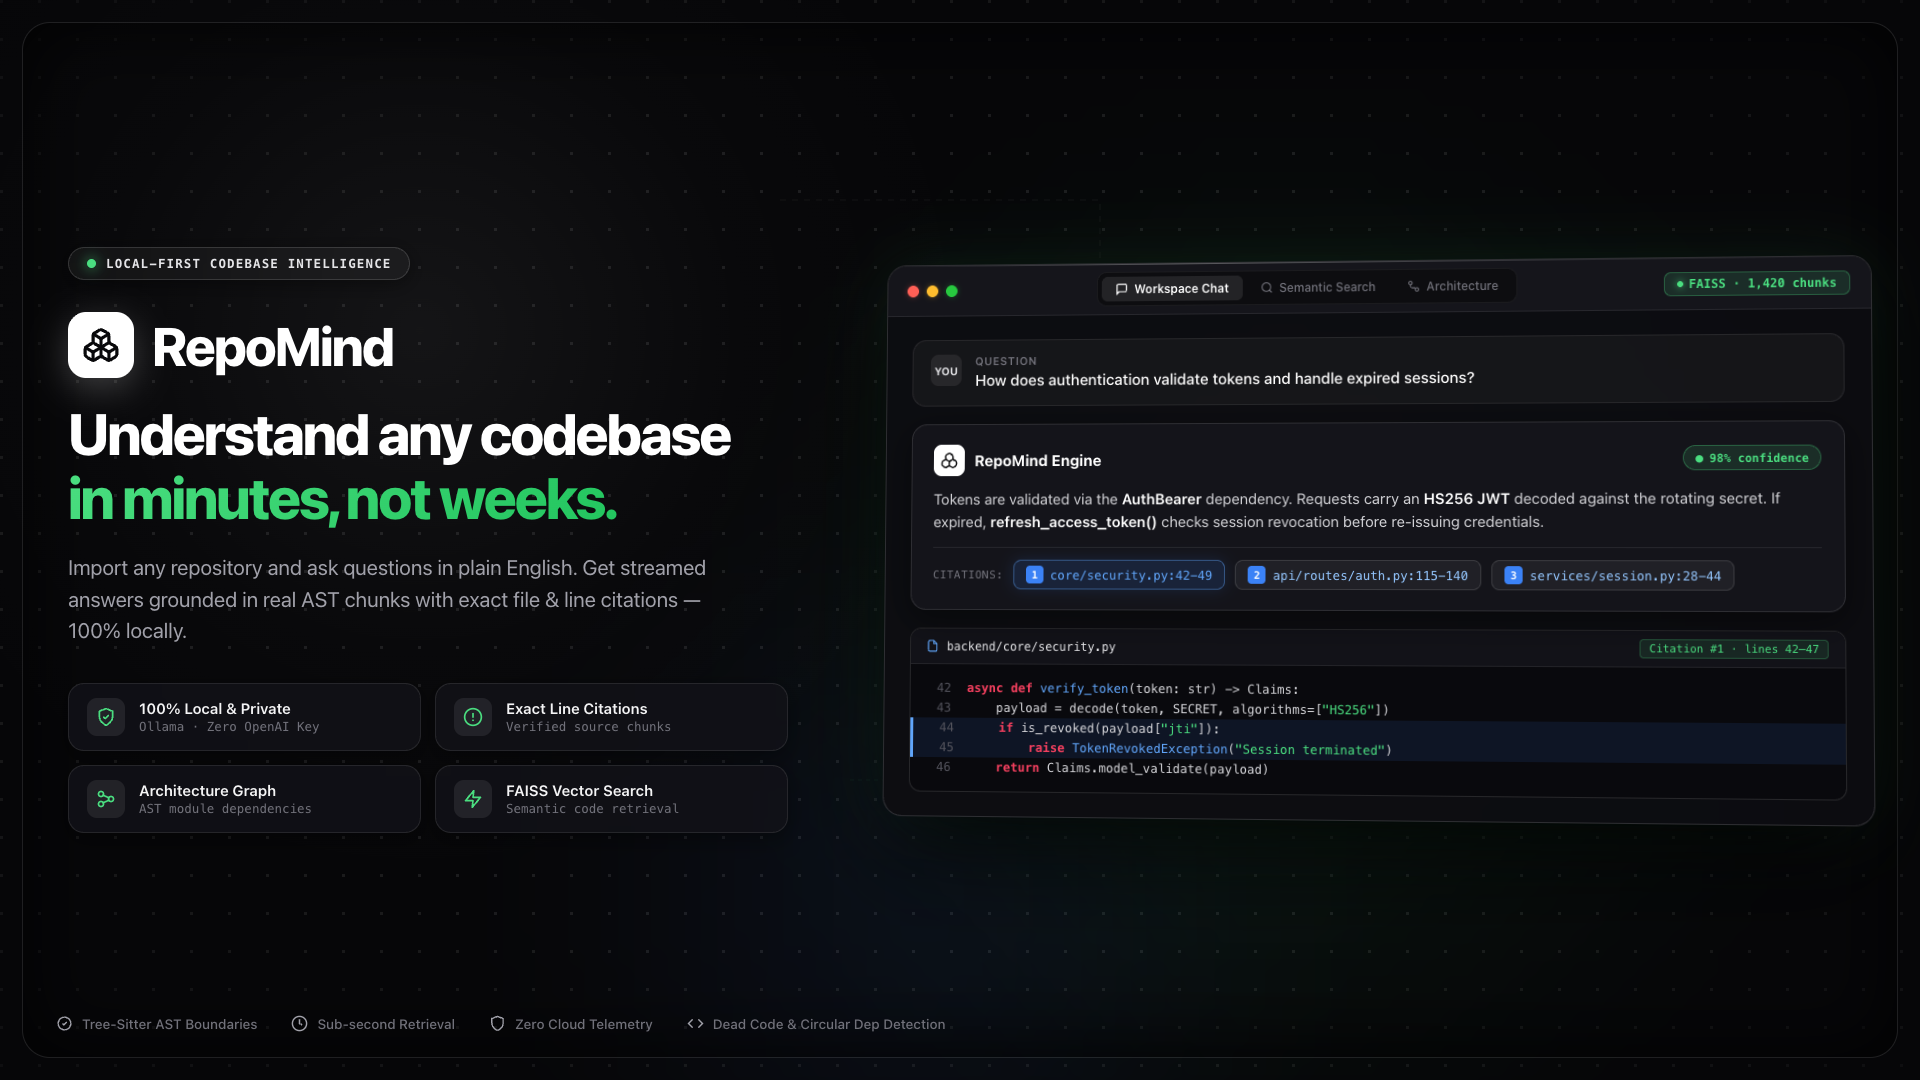 LOCAL-FIRST CODEBASE INTELLIGENCE
RepoMind
Understand any codebase
in minutes, not weeks.
Import any repository and ask questions in plain English. Get streamed
answers grounded in real AST chunks with exact file & line citations —
100% locally.
100% Local & Private
Ollama · Zero OpenAI Key
Exact Line Citations
Verified source chunks
Architecture Graph
AST module dependencies
FAISS Vector Search
Semantic code retrieval
Workspace Chat
Semantic Search
Architecture
FAISS · 1,420 chunks
YOU
QUESTION
How does authentication validate tokens and handle expired sessions?
RepoMind Engine
98% confidence
Tokens are validated via the AuthBearer dependency. Requests carry an HS256 JWT decoded against the rotating secret. If
expired, refresh_access_token() checks session revocation before re-issuing credentials.
CITATIONS: 1 core/security.py:42–49 2 api/routes/auth.py:115–140 3 services/session.py:28–44
backend/core/security.py
Citation #1 · lines 42–47
42 async def verify_token(token: str) -> Claims:
43 payload = decode(token, SECRET, algorithms=["HS256"])
44 if is_revoked(payload["jti"]):
45 raise TokenRevokedException("Session terminated")
46 return Claims.model_validate(payload)
Tree-Sitter AST Boundaries
Sub-second Retrieval
Zero Cloud Telemetry
Dead Code & Circular Dep Detection